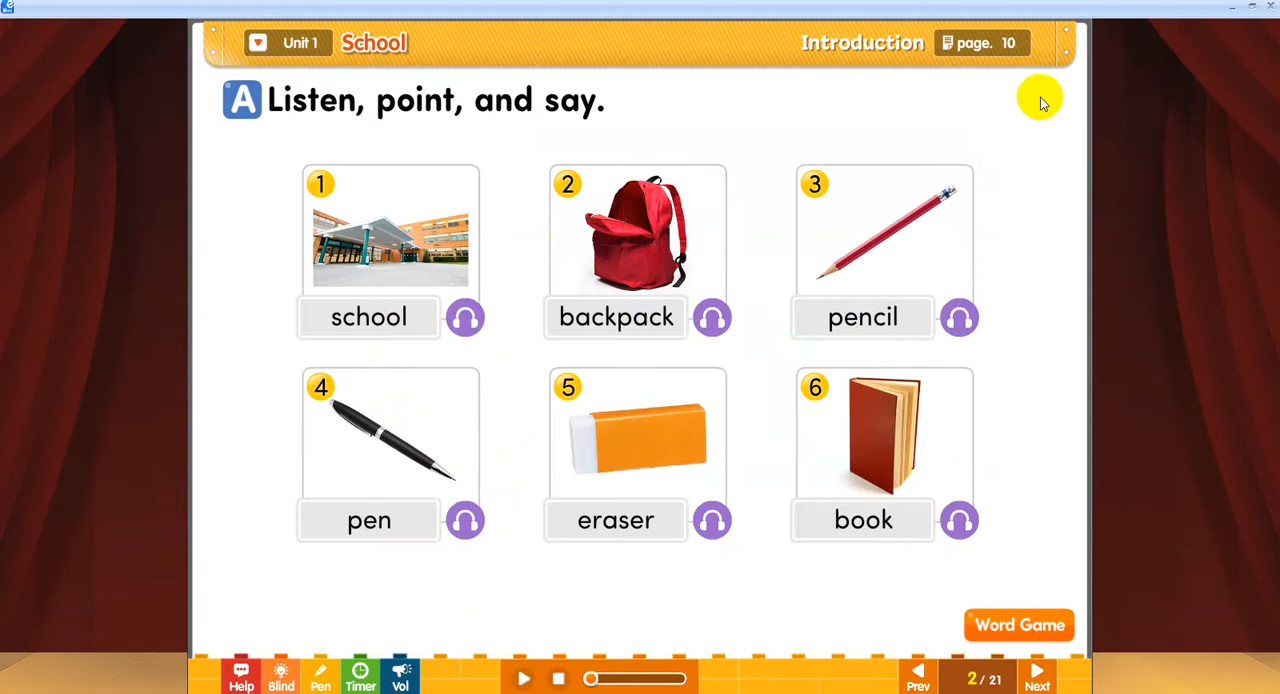 Unit 1 School Introduction page. 10
A Listen, point, and say.
1 2 3
school backpack pencil
4 5 6
pen eraser book
Word Game
Help Blind Pen Timer Vol Prev 2 / 21 Next